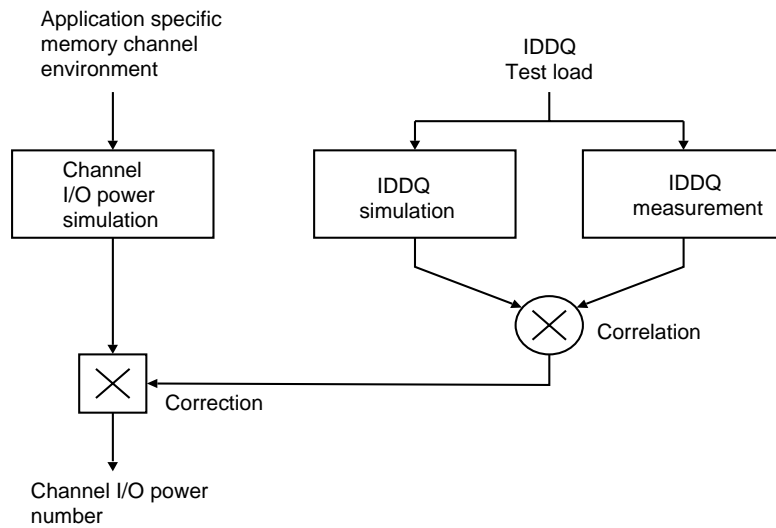 Application specific
memory channel
environment
IDDQ
Test load
Channel
I/O power
simulation
IDDQ
simulation
IDDQ
measurement
Correlation
Correction
Channel I/O power
number